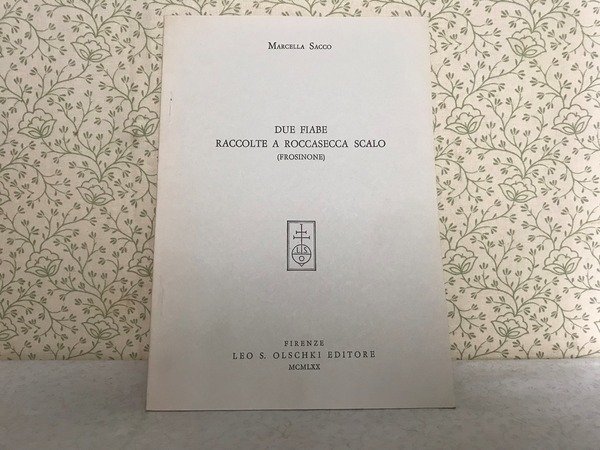 Marcella Sacco
DUE FIABE
RACCOLTE A ROCCASECCA SCALO
(FROSINONE)
L S
O
FIRENZE
LEO S. OLSCHKI EDITORE
MCMLXX